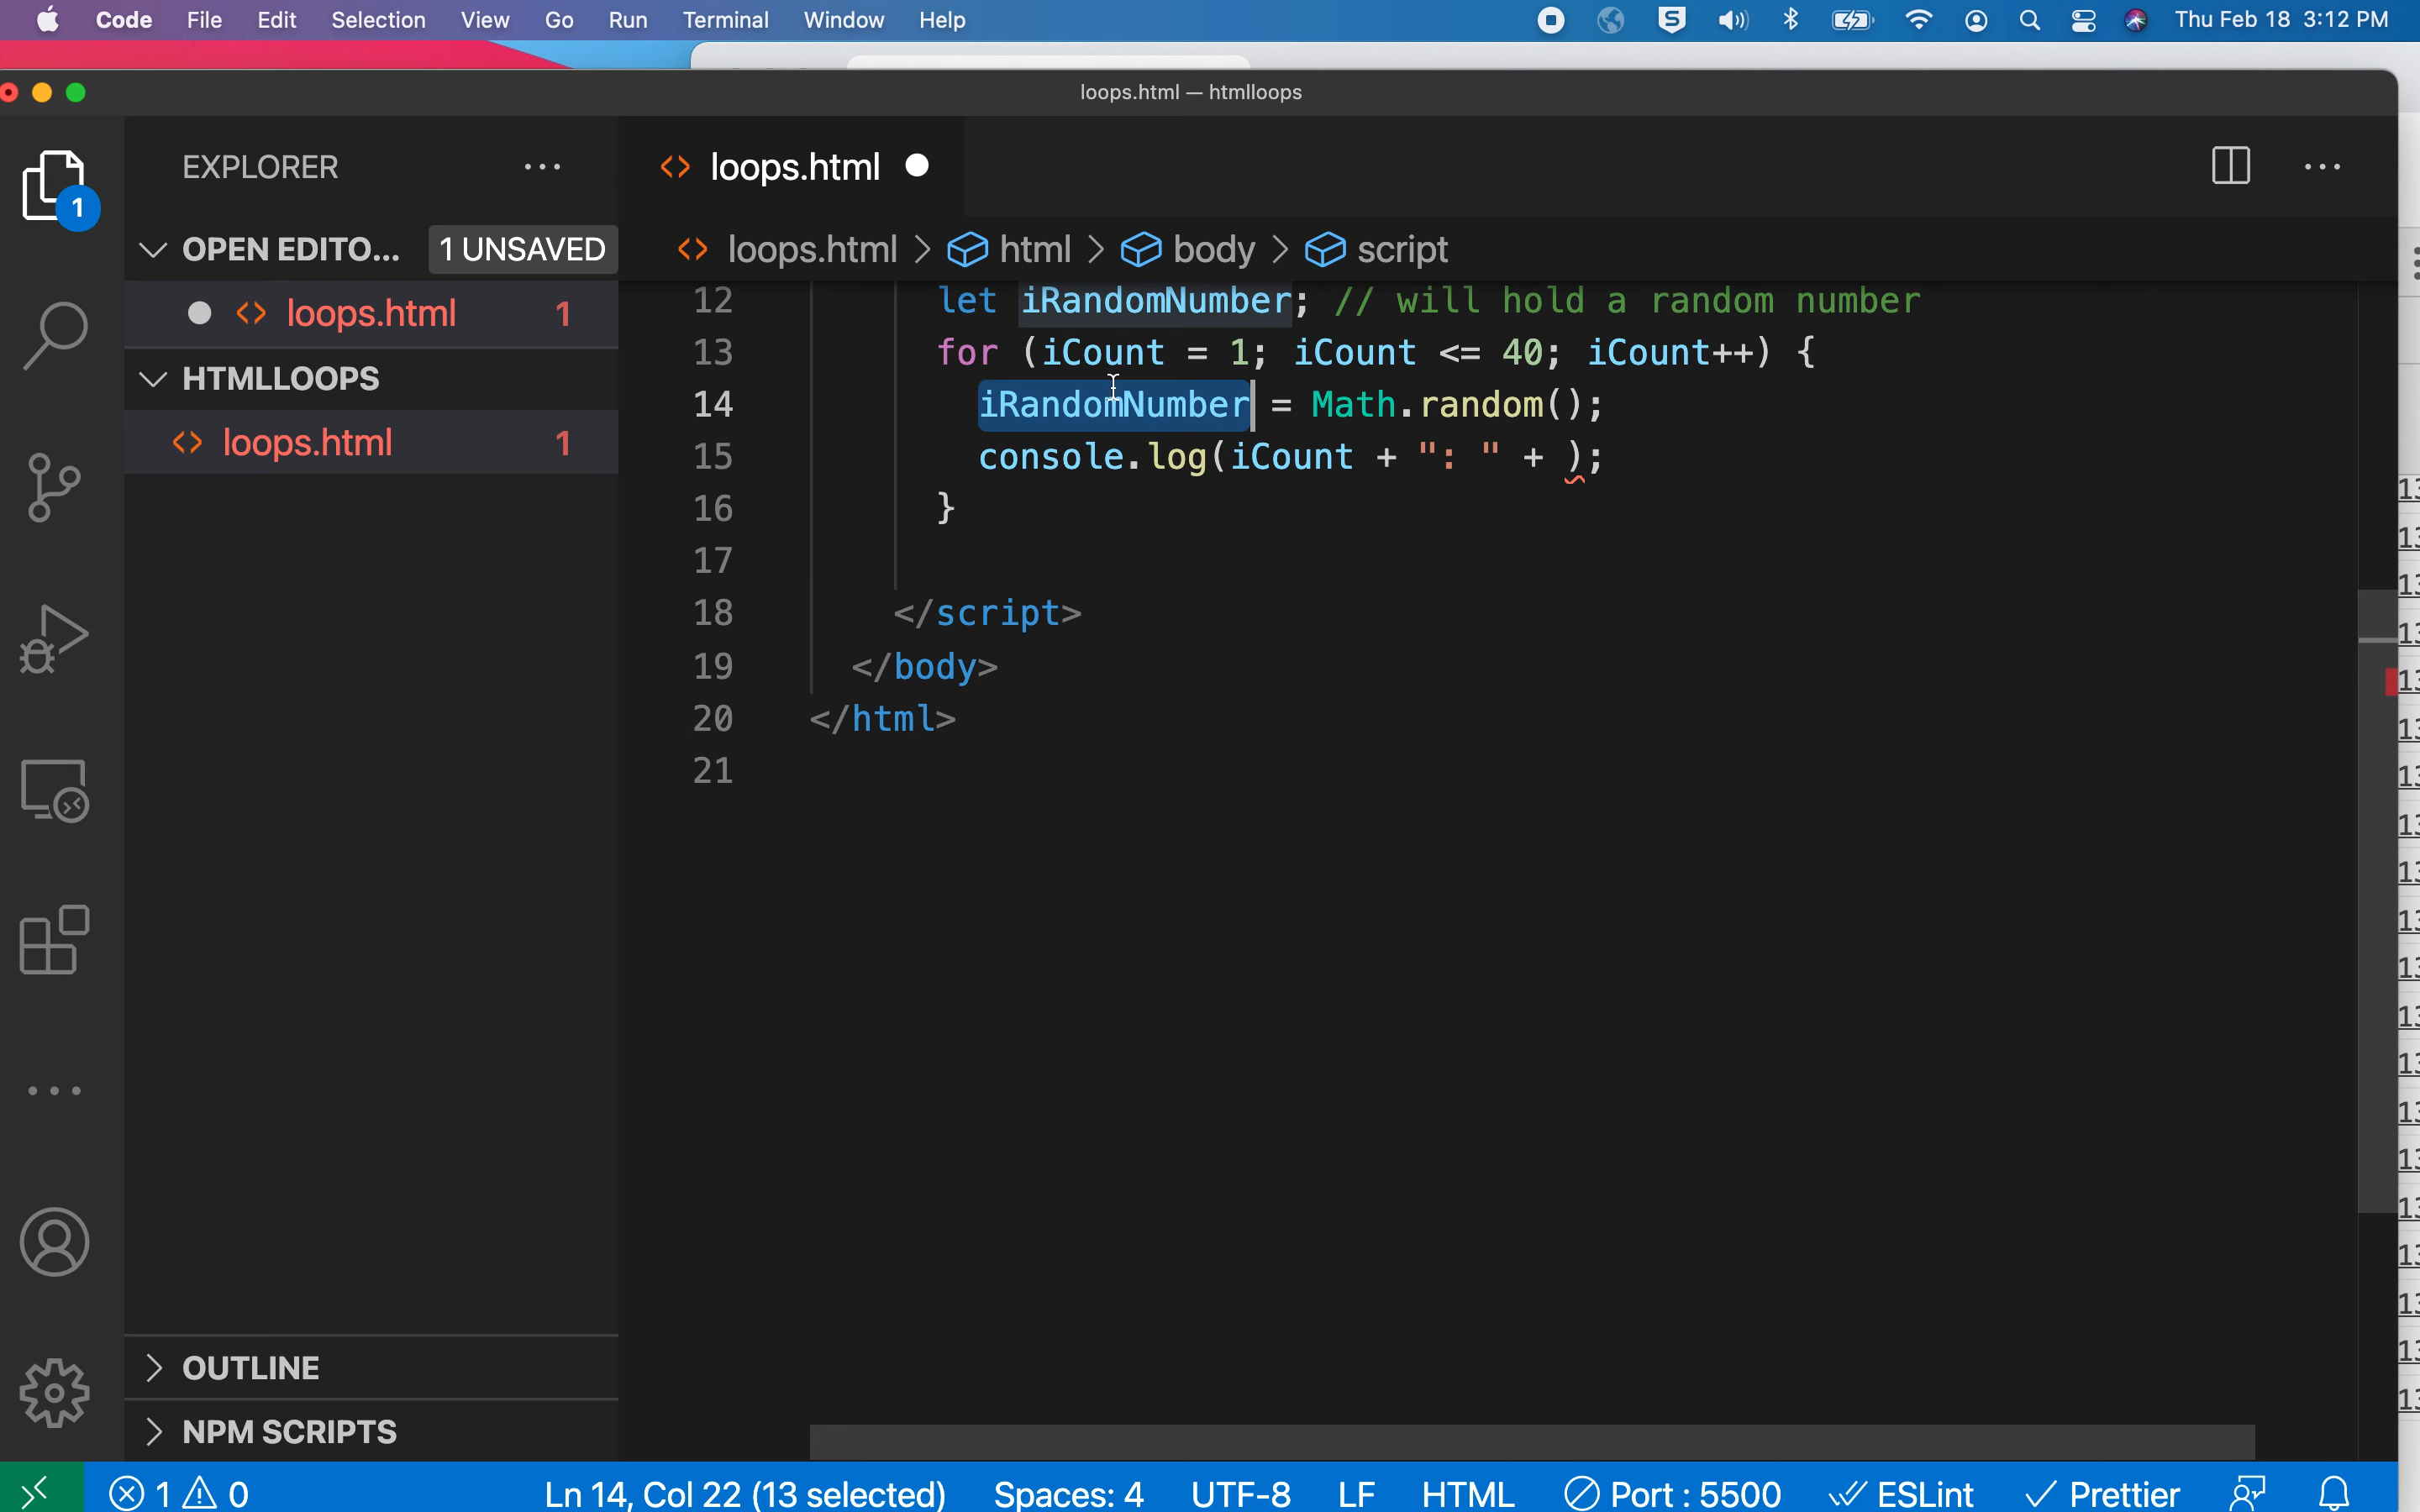 Code File Edit Selection View Go Run Terminal Window Help Thu Feb 18 3:12 PM
loops.html — htmlloops
EXPLORER
loops.html
1
OPEN EDITO... 1 UNSAVED
loops.html > html > body > script
loops.html 1
HTMLLOOPS
loops.html 1
12 let iRandomNumber; // will hold a random number
13 for (iCount = 1; iCount <= 40; iCount++) {
14 iRandomNumber = Math.random();
15 console.log(iCount + ": " + );
16 }
17
18 </script>
19 </body>
20 </html>
21
OUTLINE
NPM SCRIPTS
1 0 Ln 14, Col 22 (13 selected) Spaces: 4 UTF-8 LF HTML Port : 5500 ESLint Prettier